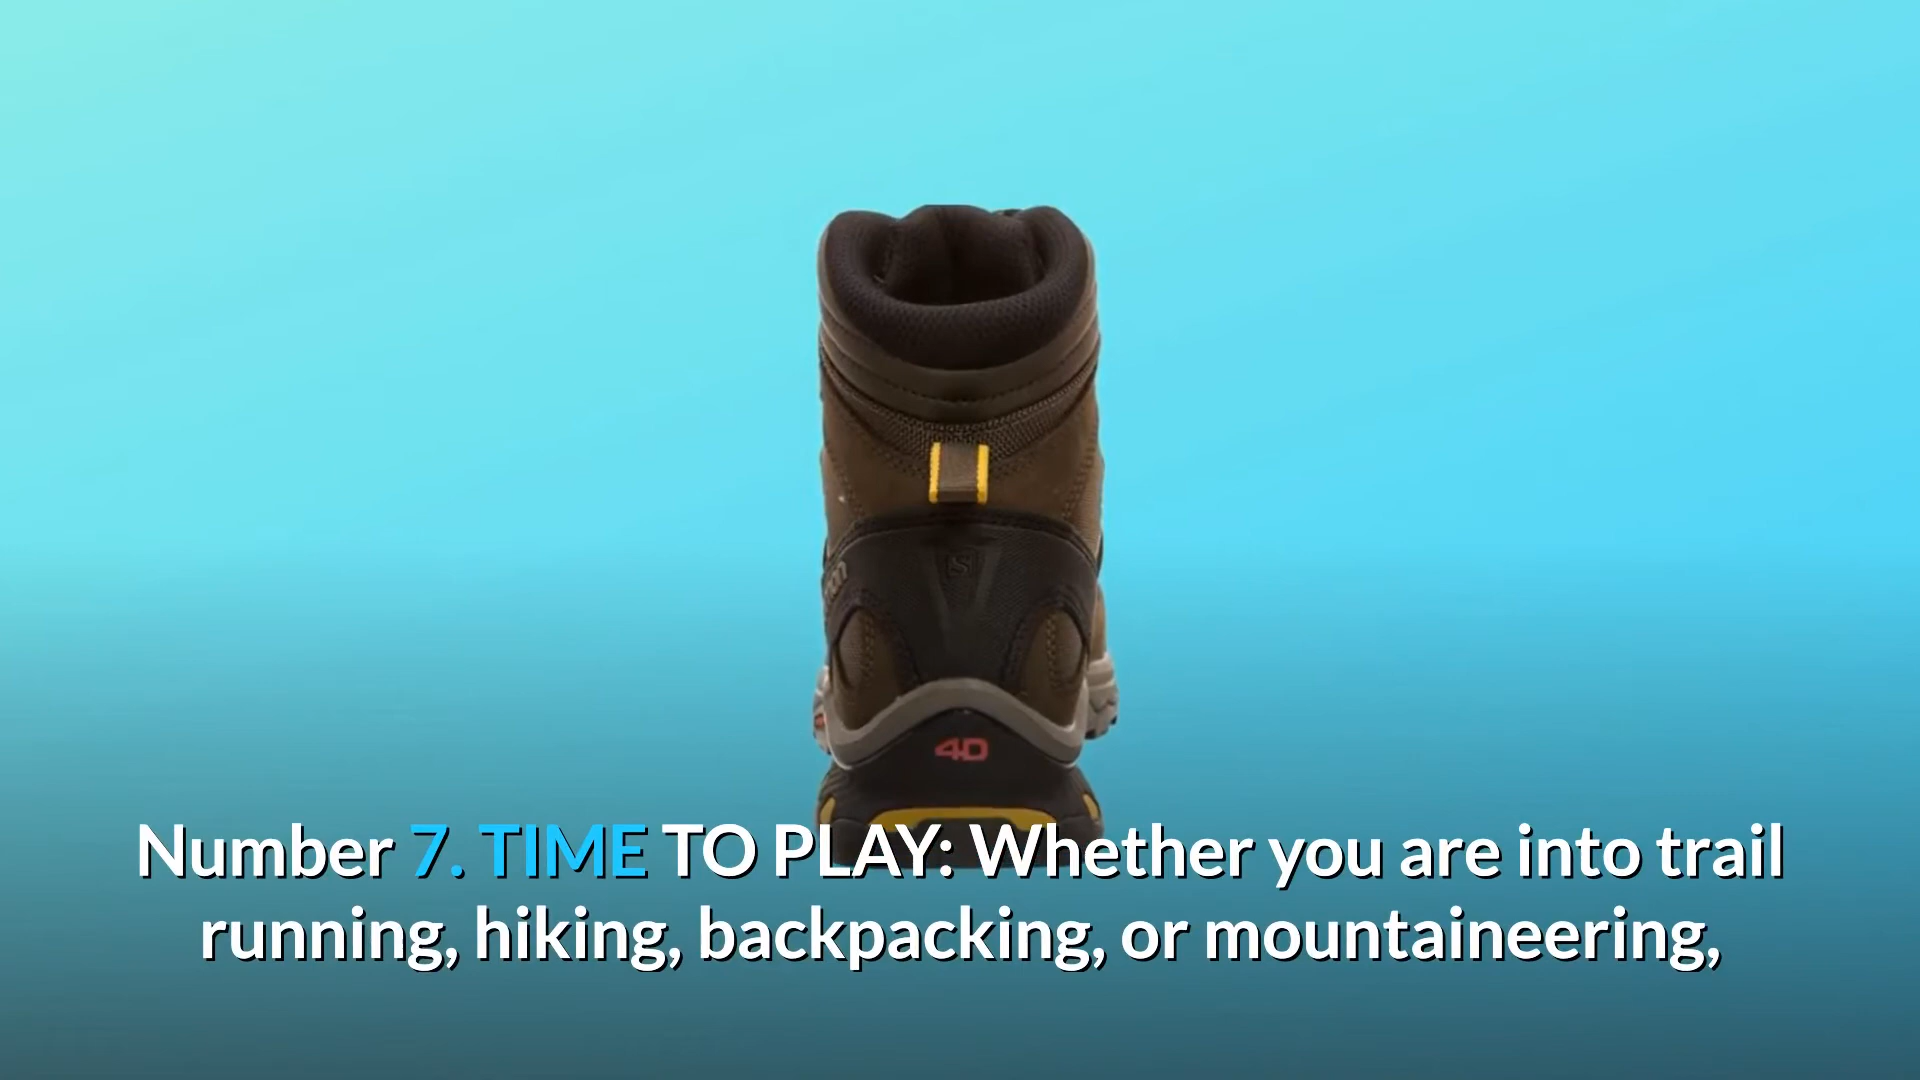 S
4D
Number 7. TIME TO PLAY: Whether you are into trail
running, hiking, backpacking, or mountaineering,